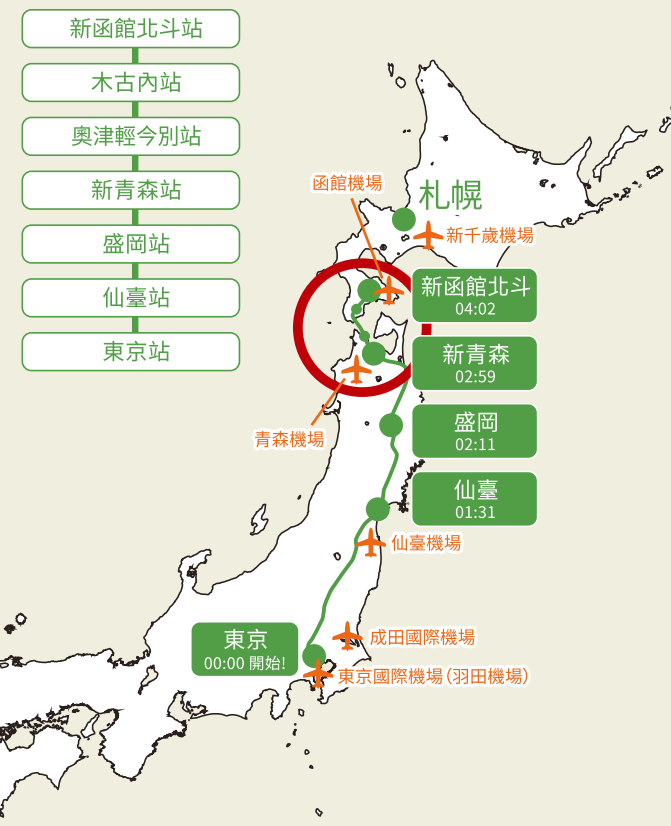 新函館北斗站
木古內站
奧津輕今別站
新青森站
盛岡站
仙臺站
東京站
函館機場
札幌
新千歲機場
新函館北斗
04:02
新青森
02:59
青森機場
盛岡
02:11
仙臺
01:31
仙臺機場
東京
00:00 開始!
成田國際機場
東京國際機場(羽田機場)